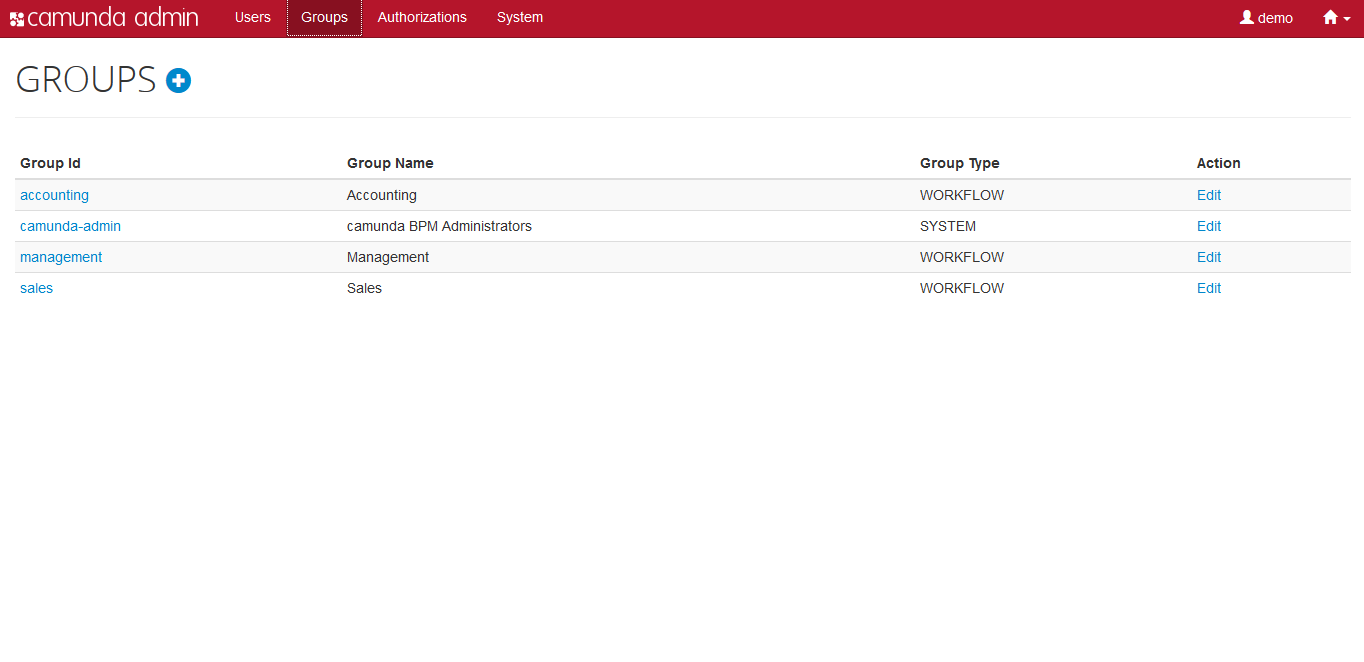 camunda admin Users Groups Authorizations System demo
GROUPS
Group Id Group Name Group Type Action
accounting Accounting WORKFLOW Edit
camunda-admin camunda BPM Administrators SYSTEM Edit
management Management WORKFLOW Edit
sales Sales WORKFLOW Edit